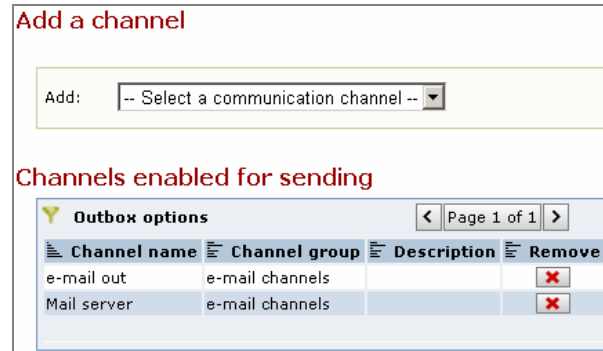 Add a channel
Add: -- Select a communication channel --
Channels enabled for sending
Outbox options < Page 1 of 1 >
Channel name Channel group Description Remove
e-mail out e-mail channels
Mail server e-mail channels